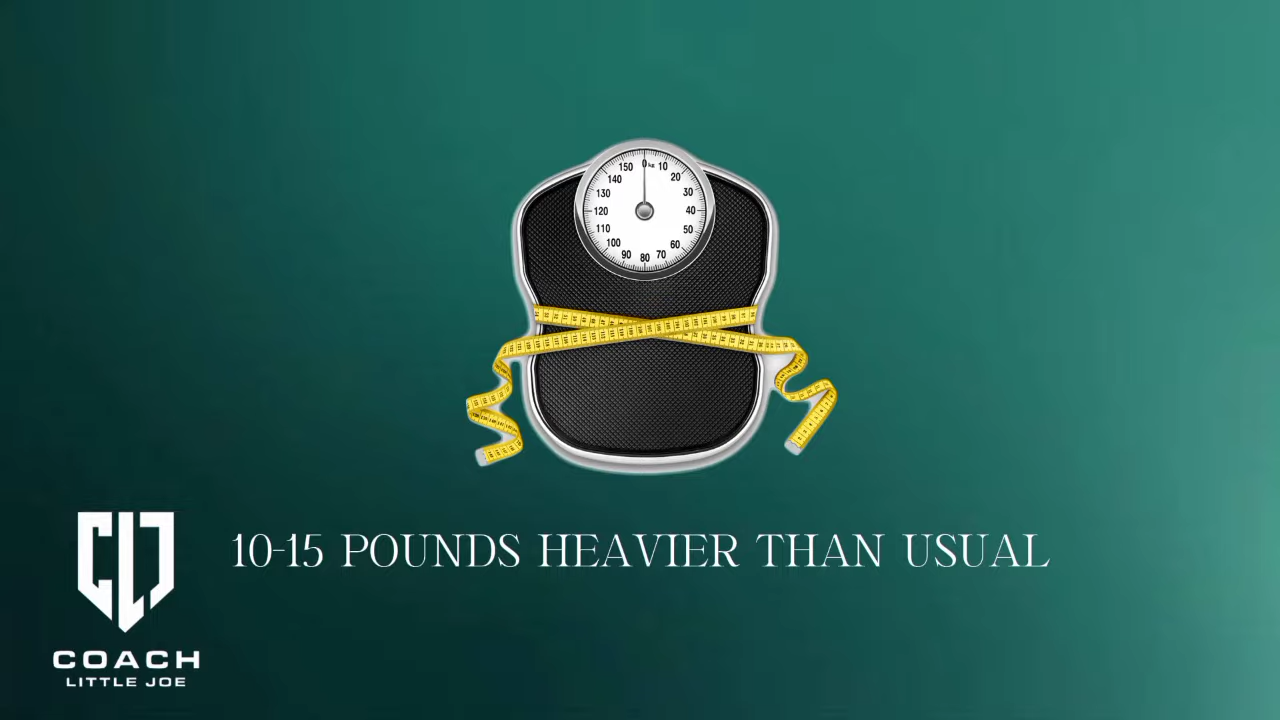 150 0 kg 10
140 20
130 30
120 40
110 50
100 60
90 80 70
10-15 POUNDS HEAVIER THAN USUAL
CLJ
COACH
LITTLE JOE